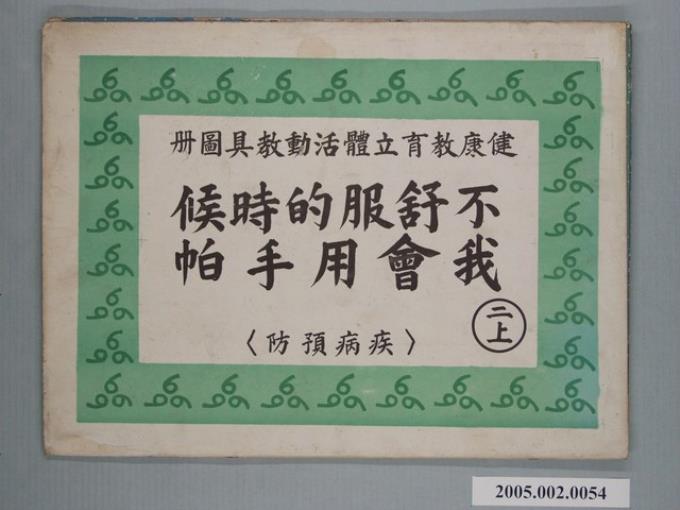 健康教育立體活動教具圖册
不舒服的時候
我會用手帕
二上
〈疾病預防〉
2005.002.0054